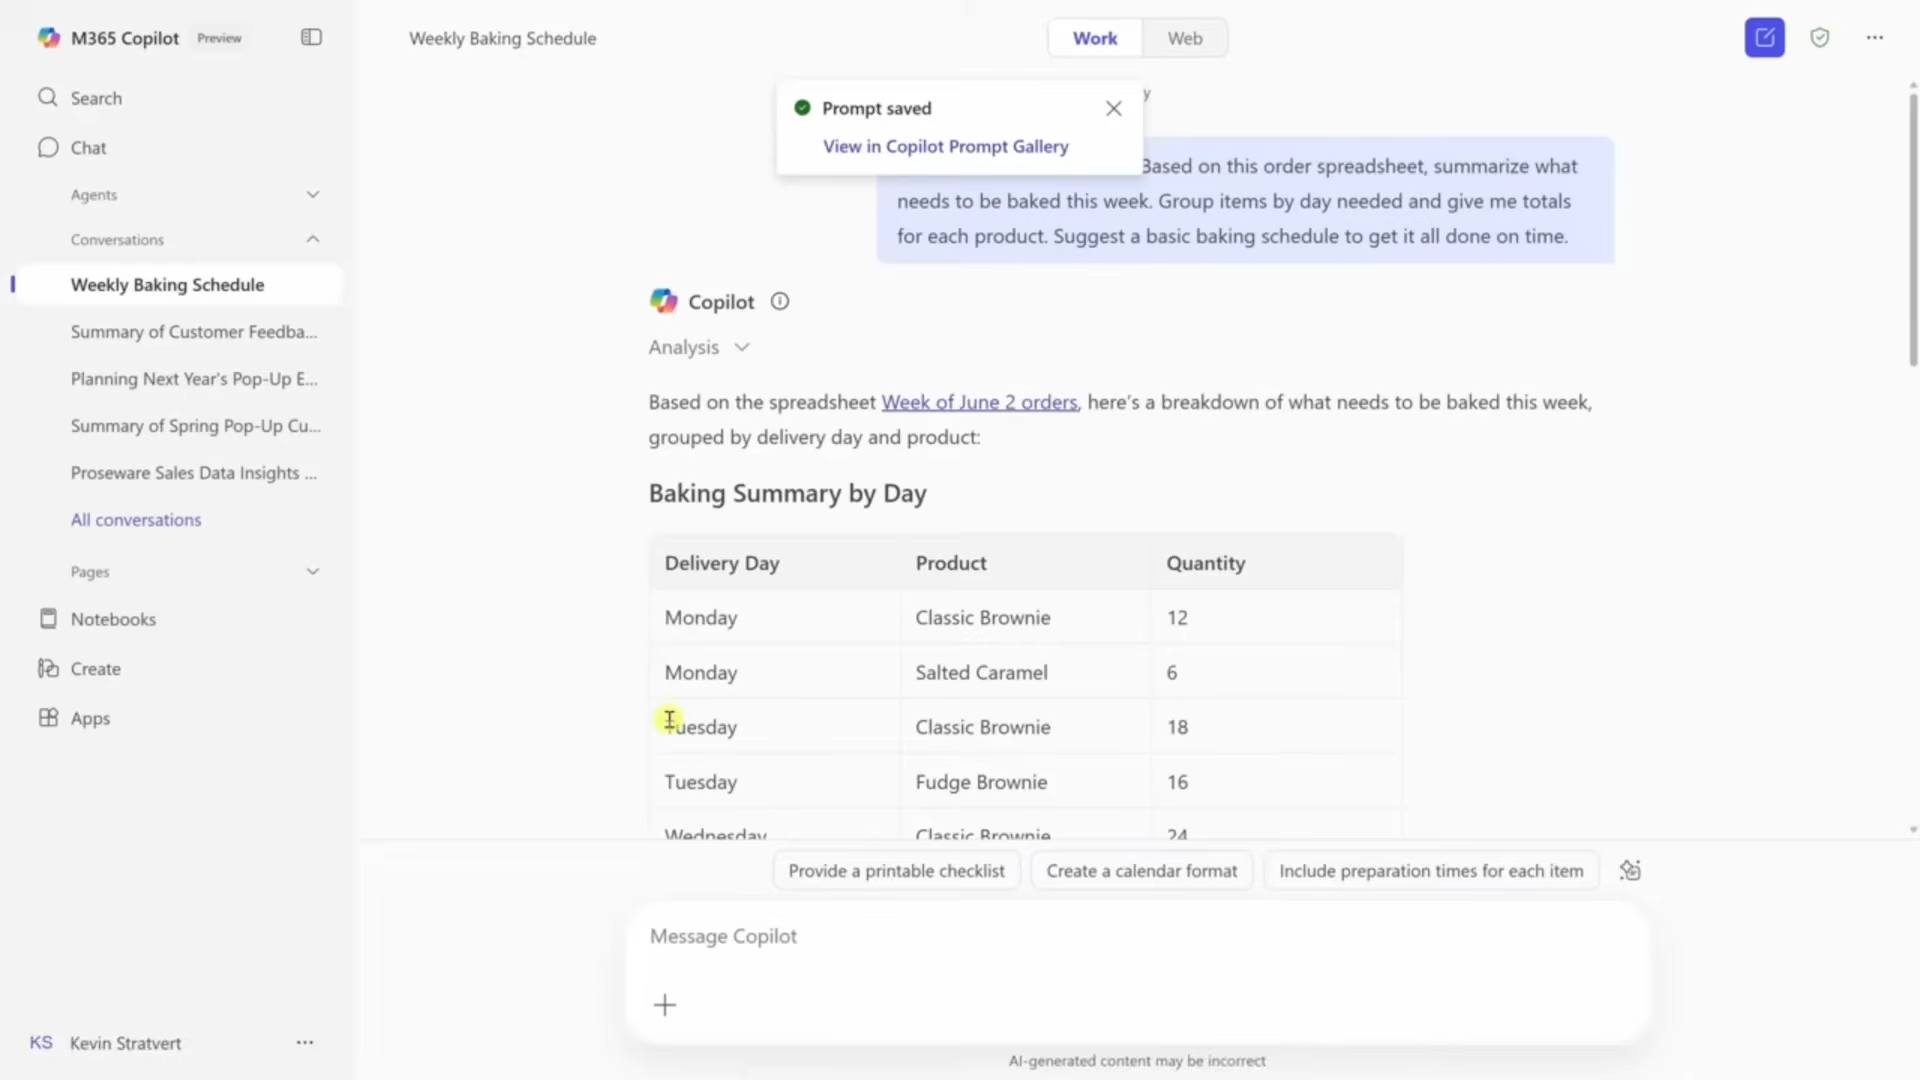 M365 Copilot Preview
Search
Chat
Agents
Conversations
Weekly Baking Schedule
Summary of Customer Feedba...
Planning Next Year's Pop-Up E...
Summary of Spring Pop-Up Cu...
Proseware Sales Data Insights ...
All conversations
Pages
Notebooks
Create
Apps
KS Kevin Stratvert
Weekly Baking Schedule
Work Web
Prompt saved
View in Copilot Prompt Gallery
Based on this order spreadsheet, summarize what
needs to be baked this week. Group items by day needed and give me totals
for each product. Suggest a basic baking schedule to get it all done on time.
Copilot
Analysis
Based on the spreadsheet Week of June 2 orders, here's a breakdown of what needs to be baked this week,
grouped by delivery day and product:
Baking Summary by Day
Delivery Day Product Quantity
Monday Classic Brownie 12
Monday Salted Caramel 6
Tuesday Classic Brownie 18
Tuesday Fudge Brownie 16
Wednesday Classic Brownie 24
Provide a printable checklist Create a calendar format Include preparation times for each item
Message Copilot
AI-generated content may be incorrect